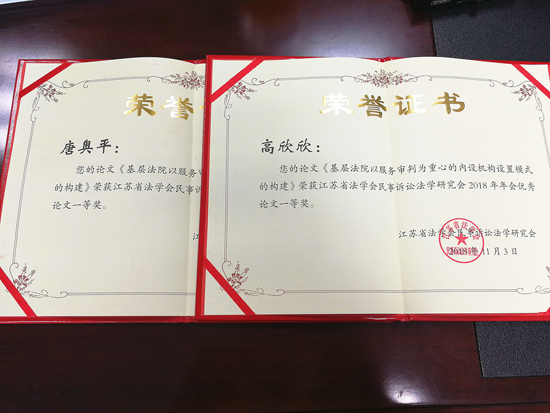 荣誉
唐奥平：
您的论文《基层法院以服务审
的构建》荣获江苏省法学会民事诉
论文一等奖。
荣誉证书
高欣欣：
您的论文《基层法院以服务审判为重心的内设机构设置模式
的构建》荣获江苏省法学会民事诉讼法学研究会2018年年会优秀
论文一等奖。
江苏省法学会民事诉讼法学研究会
2018年11月3日